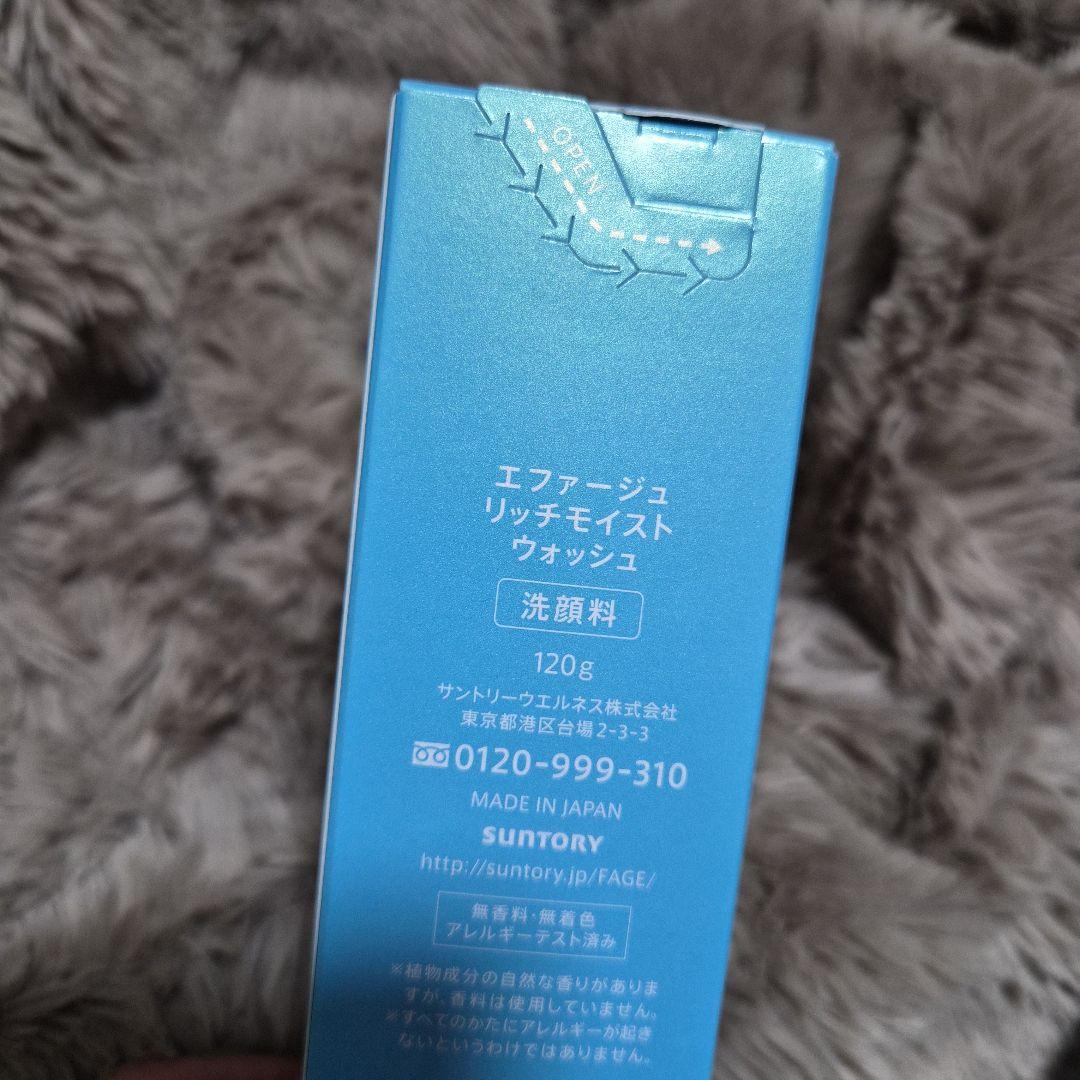 OPEN
エファージュ
リッチモイスト
ウォッシュ
洗顔料
120g
サントリーウエルネス株式会社
東京都港区台場2-3-3
0120-999-310
MADE IN JAPAN
SUNTORY
http://suntory.jp/FAGE/
無香料・無着色
アレルギーテスト済み
※植物成分の自然な香りがありま
すが、香料は使用していません。
※すべてのかたにアレルギーが起き
ないというわけではありません。